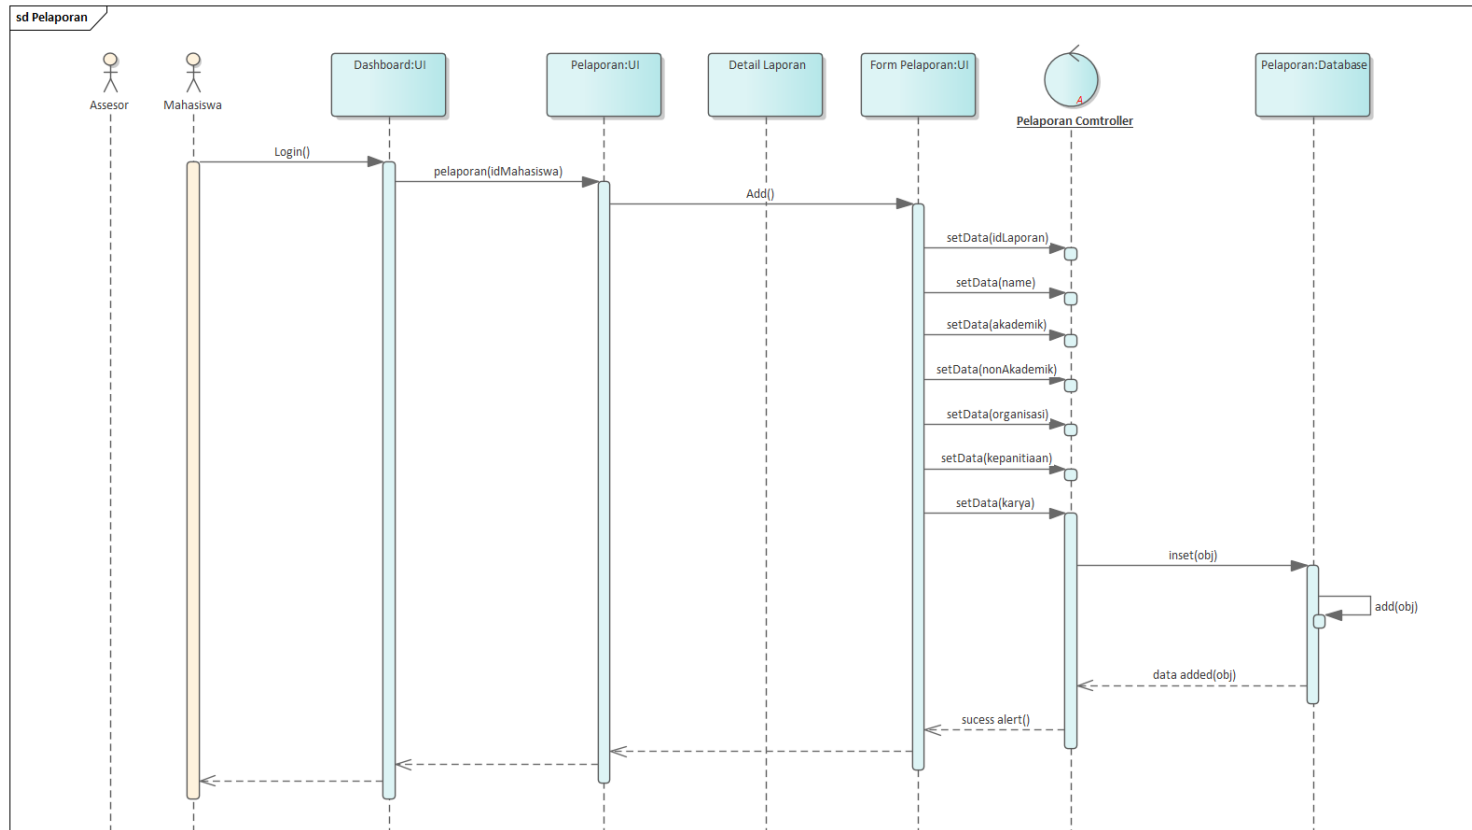 sd Pelaporan
Assesor
Mahasiswa
Dashboard:UI
Pelaporan:UI
Detail Laporan
Form Pelaporan:UI
A
Pelaporan Comtroller
Pelaporan:Database
Login()
pelaporan(idMahasiswa)
Add()
setData(idLaporan)
setData(name)
setData(akademik)
setData(nonAkademik)
setData(organisasi)
setData(kepanitiaan)
setData(karya)
inset(obj)
add(obj)
data added(obj)
sucess alert()